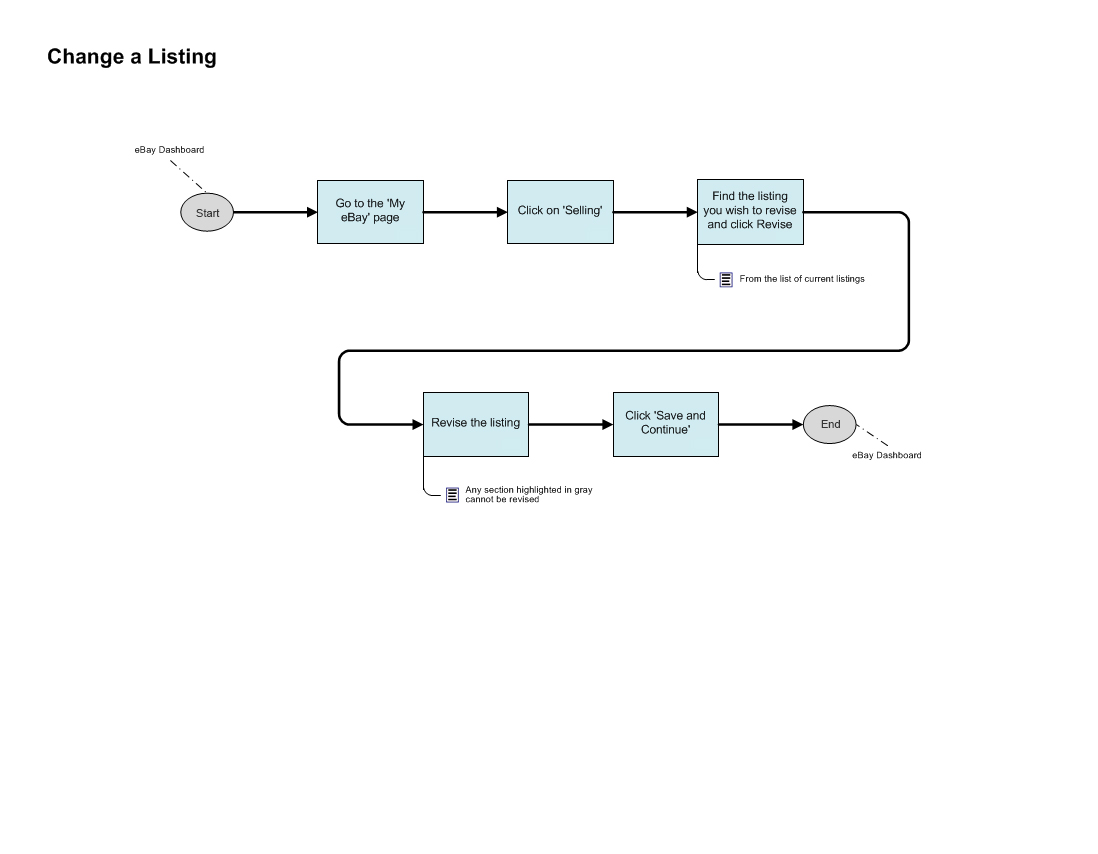 Change a Listing
eBay Dashboard
Start
Go to the 'My
eBay' page
Click on 'Selling'
Find the listing
you wish to revise
and click Revise
From the list of current listings
Revise the listing
Click 'Save and
Continue'
End
eBay Dashboard
Any section highlighted in gray
cannot be revised